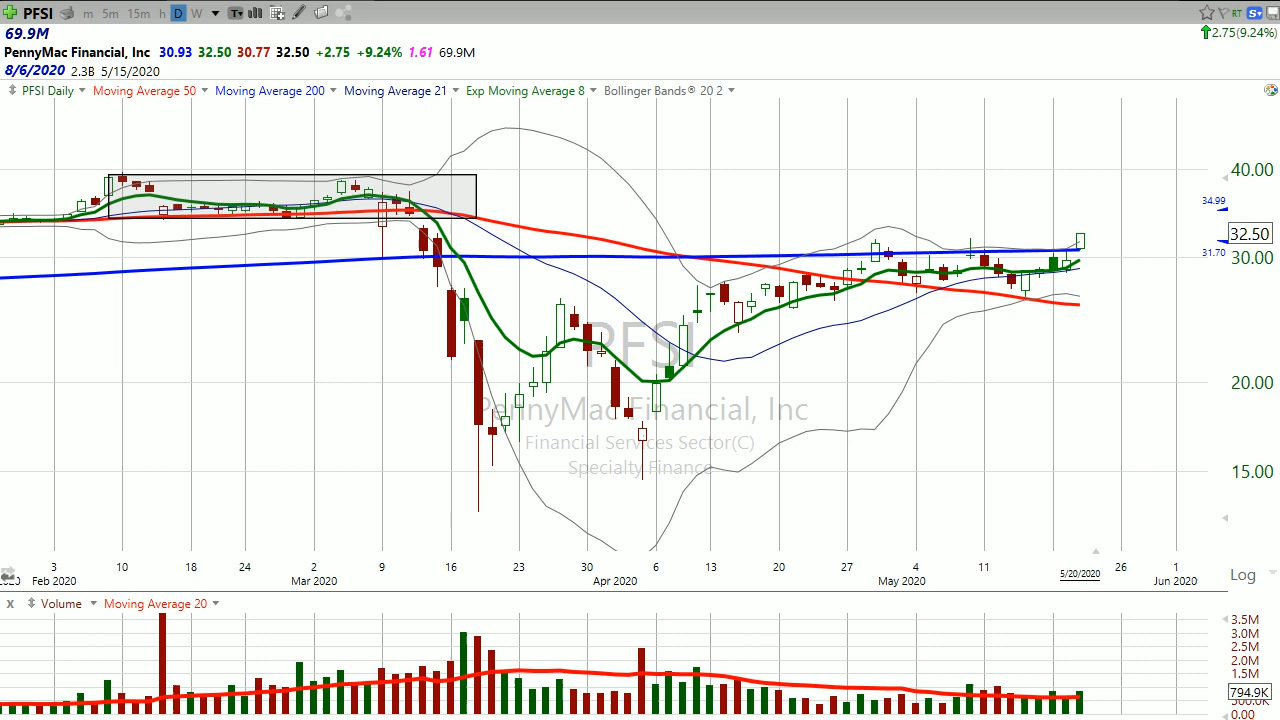 PFSI m 5m 15m h D W T RT S
69.9M
2.75(9.24%)
PennyMac Financial, Inc 30.93 32.50 30.77 32.50 +2.75 +9.24% 1.61 69.9M
8/6/2020 2.3B 5/15/2020
PFSI Daily Moving Average 50 Moving Average 200 Moving Average 21 Exp Moving Average 8 Bollinger Bands® 20 2
40.00
34.99
32.50
31.70
30.00
PFSI
20.00
PennyMac Financial, Inc
Financial Services Sector(C)
Specialty Finance
15.00
3 10 18 24 2 9 16 23 30 6 13 20 27 4 11 5/20/2020 26 1
Feb 2020 Mar 2020 Apr 2020 May 2020 Jun 2020
Log
X Volume Moving Average 20
3.5M
3.0M
2.5M
2.0M
1.5M
794.9K
500.0K
0.00